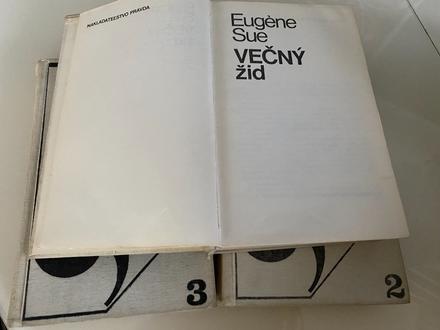 NAKLADATEĽSTVO PRAVDA
Eugène
Sue
VEČNÝ
žid
3
2